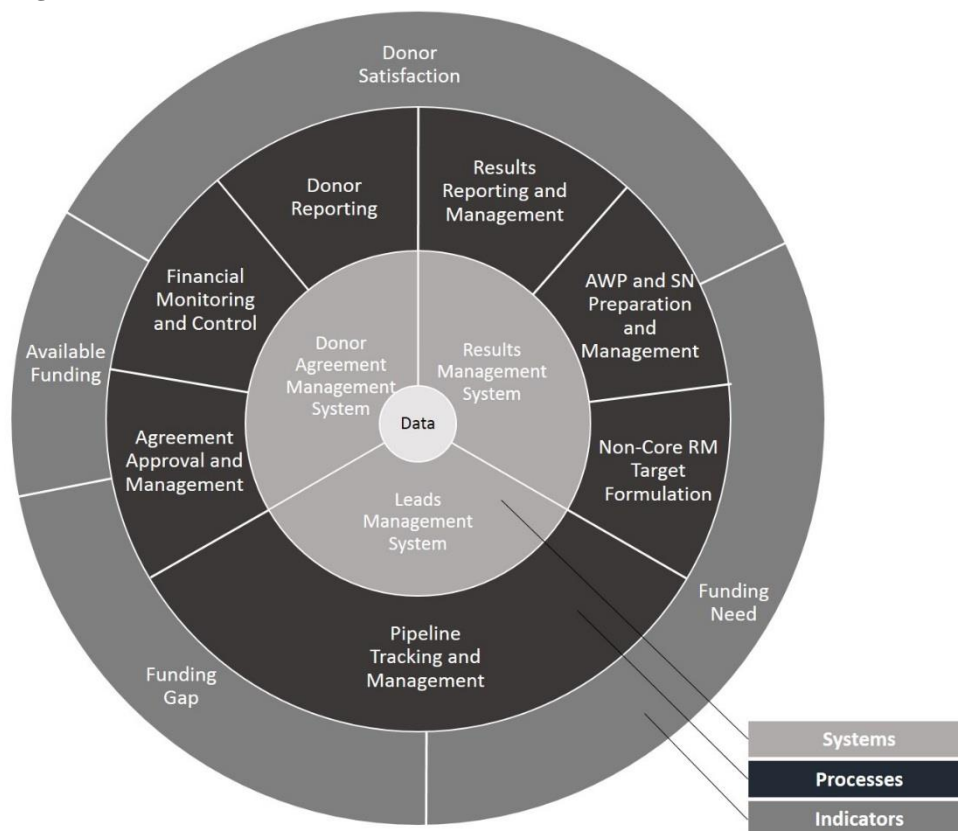 Donor
Satisfaction
Donor
Reporting
Results
Reporting and
Management
Financial
Monitoring
and Control
AWP and SN
Preparation
and
Management
Available
Funding
Donor
Agreement
Management
System
Results
Management
System
Data
Agreement
Approval and
Management
Non-Core RM
Target
Formulation
Leads
Management
System
Funding
Need
Pipeline
Tracking and
Management
Funding
Gap
Systems
Processes
Indicators